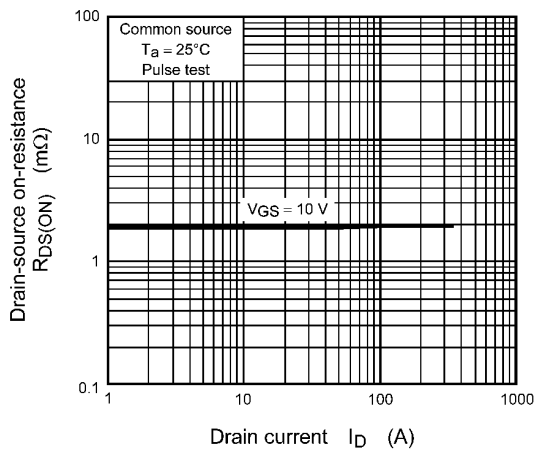 100
Common source
Ta = 25°C
Pulse test
10
VGS = 10 V
1
0.1
1 10 100 1000
Drain-source on-resistance
RDS(ON) (mΩ)
Drain current ID (A)